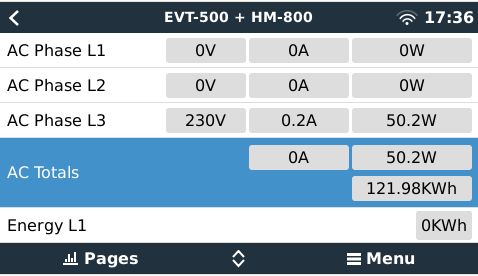 EVT-500 + HM-800 17:36
AC Phase L1 0V 0A 0W
AC Phase L2 0V 0A 0W
AC Phase L3 230V 0.2A 50.2W
AC Totals 0A 50.2W
121.98KWh
Energy L1 0KWh
Pages Menu